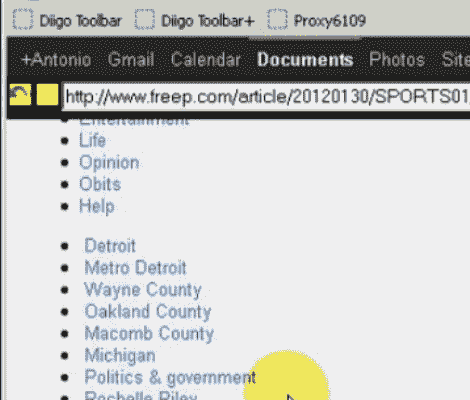 Diigo Toolbar Diigo Toolbar+ Proxy6109
+Antonio Gmail Calendar Documents Photos Site
http://www.freep.com/article/20120130/SPORTS01
Entertainment
Life
Opinion
Obits
Help
Detroit
Metro Detroit
Wayne County
Oakland County
Macomb County
Michigan
Politics & government
Rochelle Riley